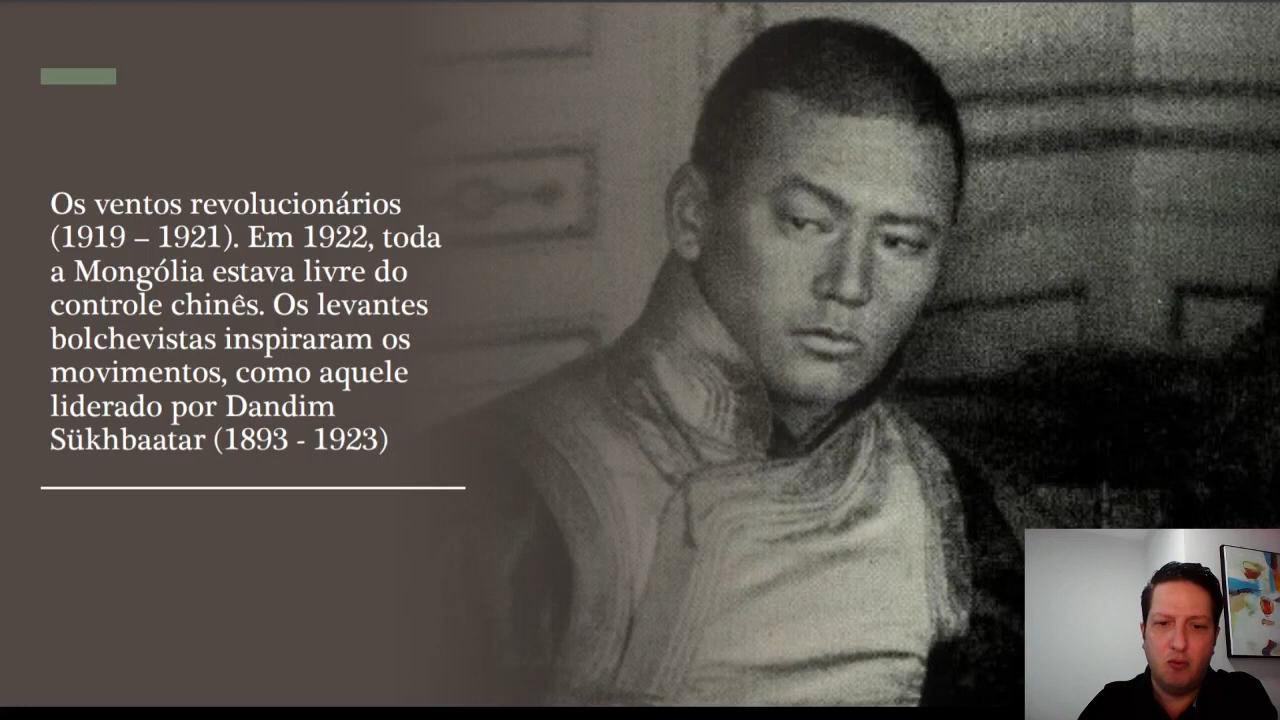 Os ventos revolucionários
(1919 – 1921). Em 1922, toda
a Mongólia estava livre do
controle chinês. Os levantes
bolchevistas inspiraram os
movimentos, como aquele
liderado por Dandim
Sükhbaatar (1893 - 1923)